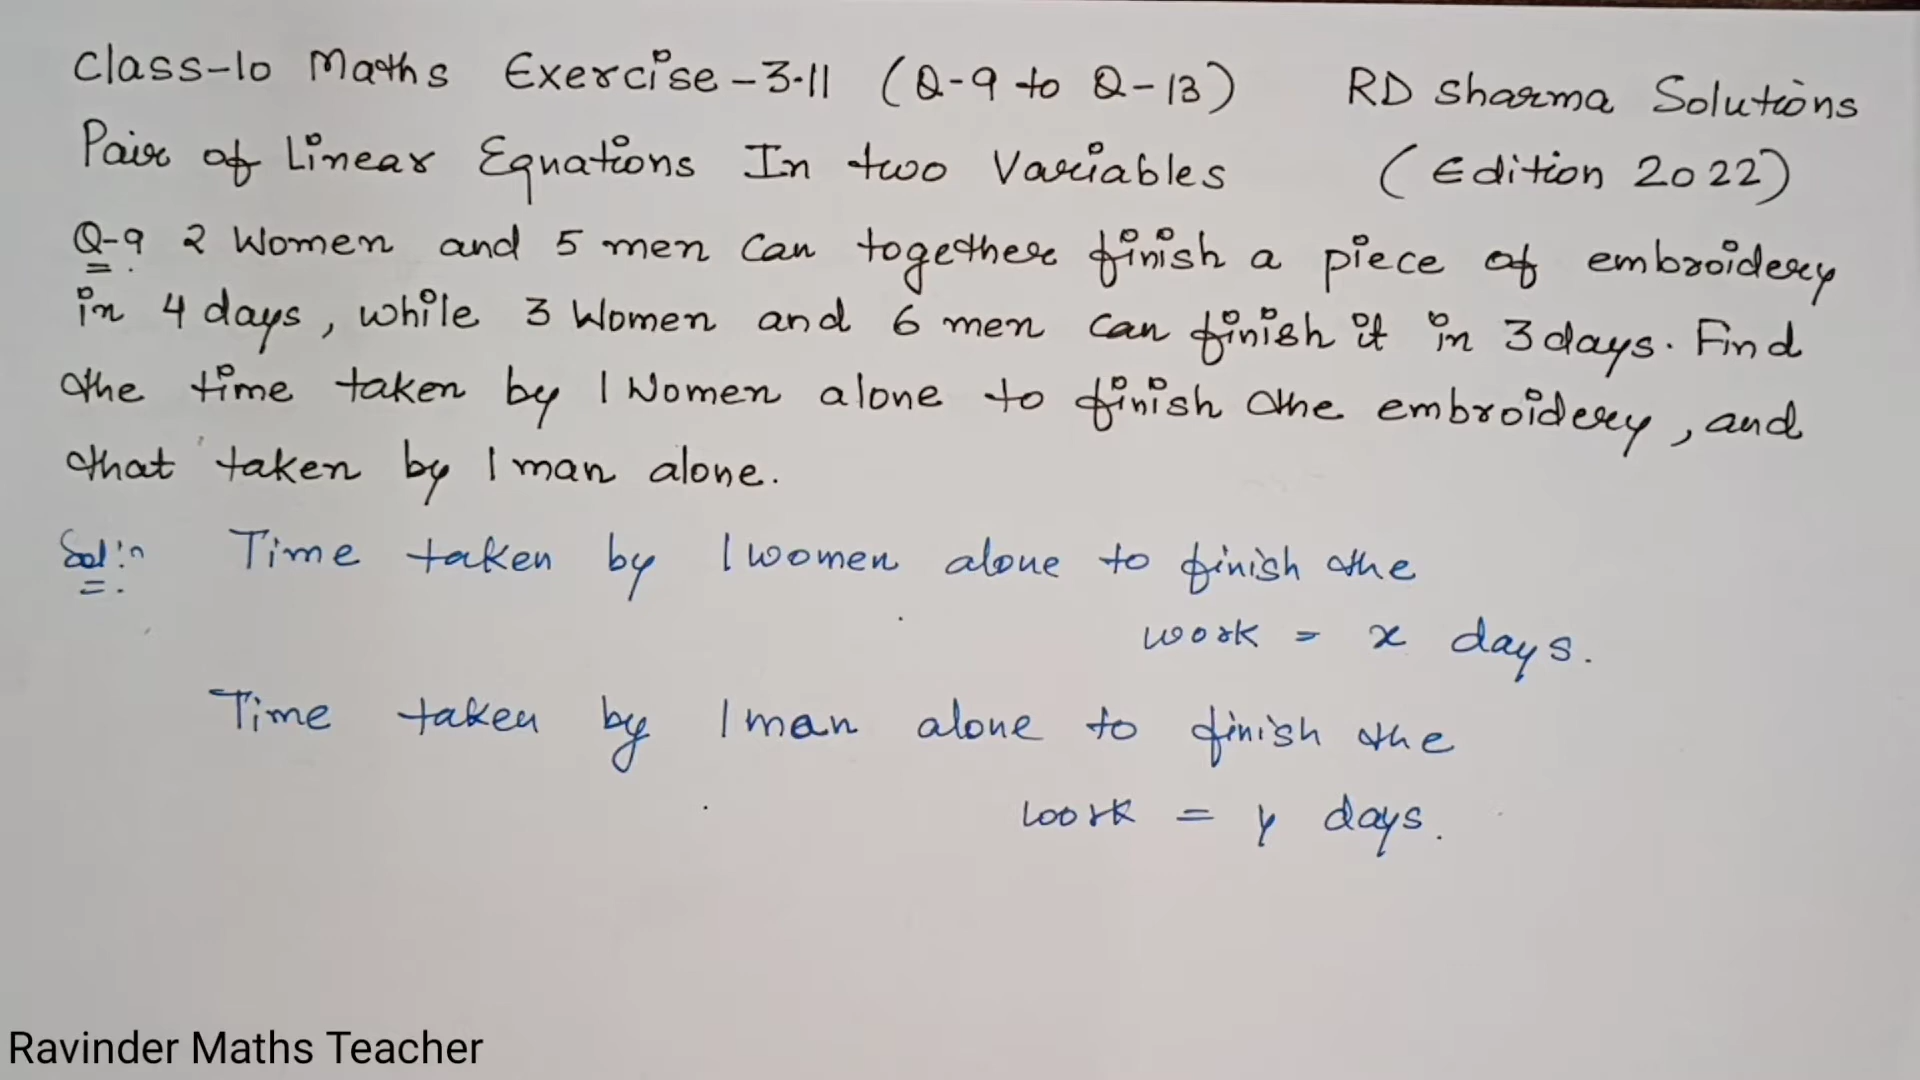 Class-10 Maths Exercise-3.11 (Q-9 to Q-13) RD Sharma Solutions
Pair of Linear Equations In two Variables (Edition 2022)
Q-9 2 Women and 5 men can together finish a piece of embroidery
in 4 days, while 3 Women and 6 men can finish it in 3 days. Find
the time taken by 1 Women alone to finish the embroidery, and
that taken by 1 man alone.
Sol:n Time taken by 1 women alone to finish the
work = x days.
Time taken by 1 man alone to finish the
work = y days.
Ravinder Maths Teacher